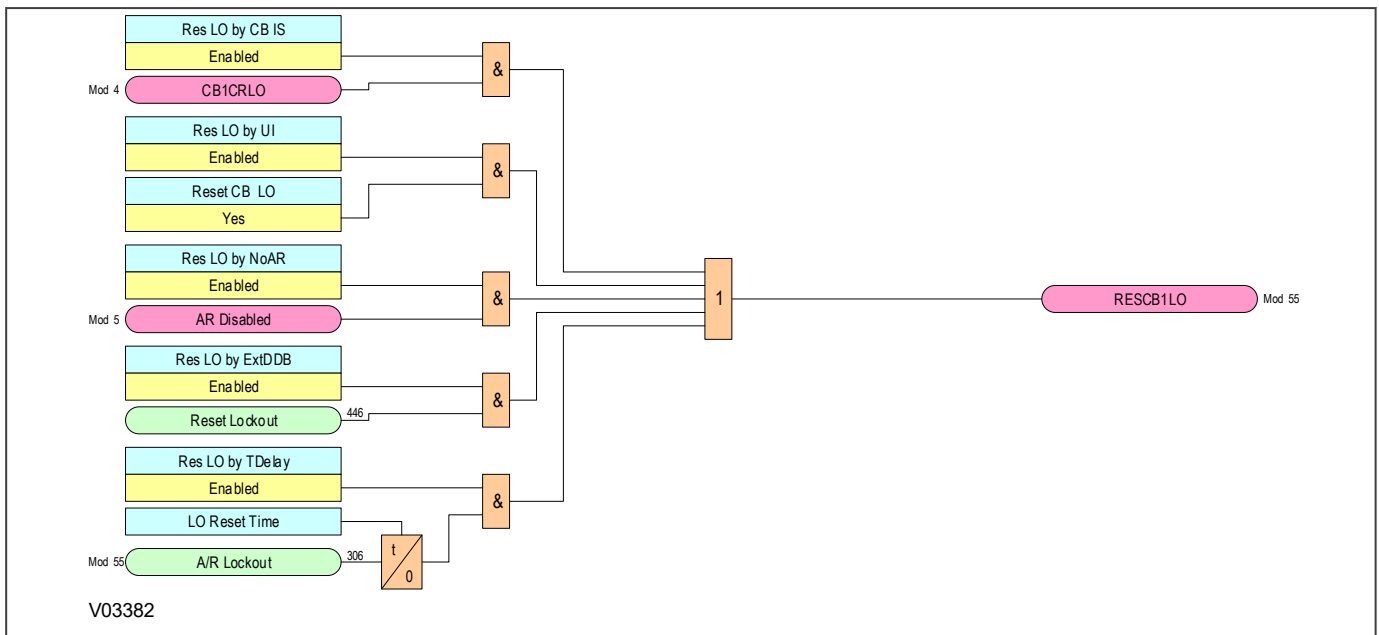 Res LO by CB IS
Enabled
&
Mod 4
CB1CRLO
Res LO by UI
Enabled
&
Reset CB LO
Yes
Res LO by NoAR
Enabled
&
1
RESCB1LO
Mod 55
Mod 5
AR Disabled
Res LO by ExtDDB
Enabled
&
Reset Lockout
446
Res LO by TDelay
Enabled
&
LO Reset Time
Mod 55
A/R Lockout
306
t
0
V03382